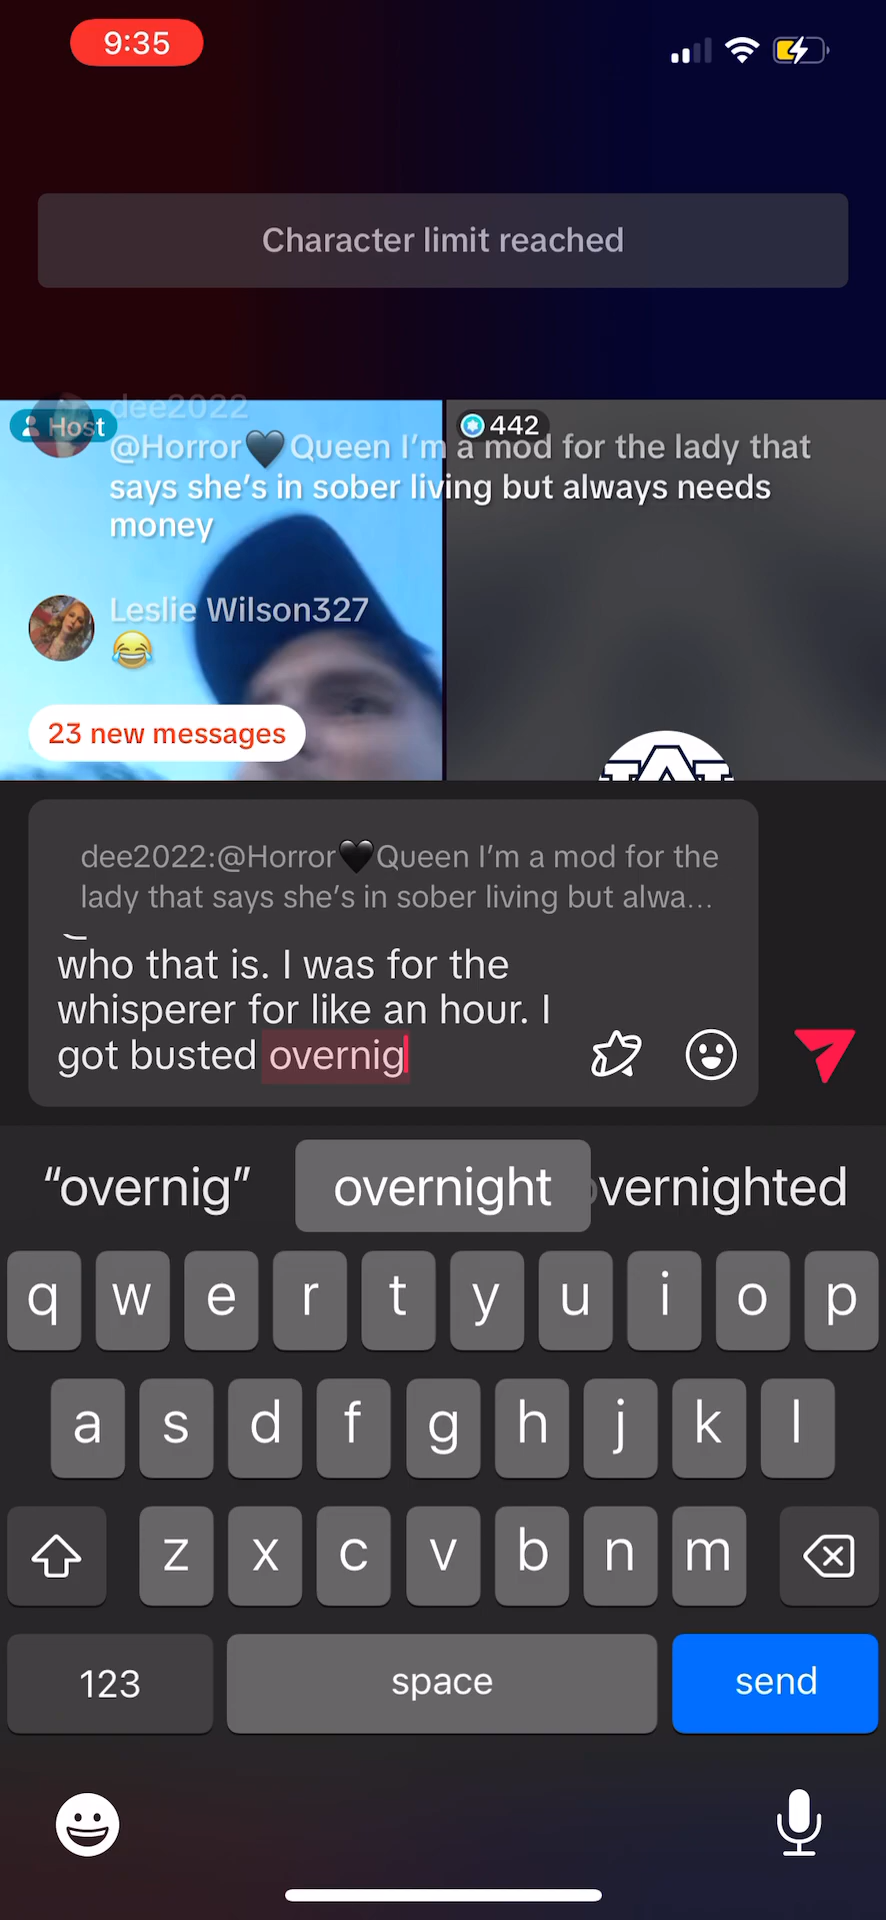 9:35
Character limit reached
Host
442
dee2022
@Horror🖤Queen I'm a mod for the lady that
says she's in sober living but always needs
money
Leslie Wilson327
😂
23 new messages
dee2022:@Horror🖤Queen I'm a mod for the
lady that says she's in sober living but alwa...
who that is. I was for the
whisperer for like an hour. I
got busted overnig
"overnig" overnight vernighted
q w e r t y u i o p
a s d f g h j k l
z x c v b n m
123 space send